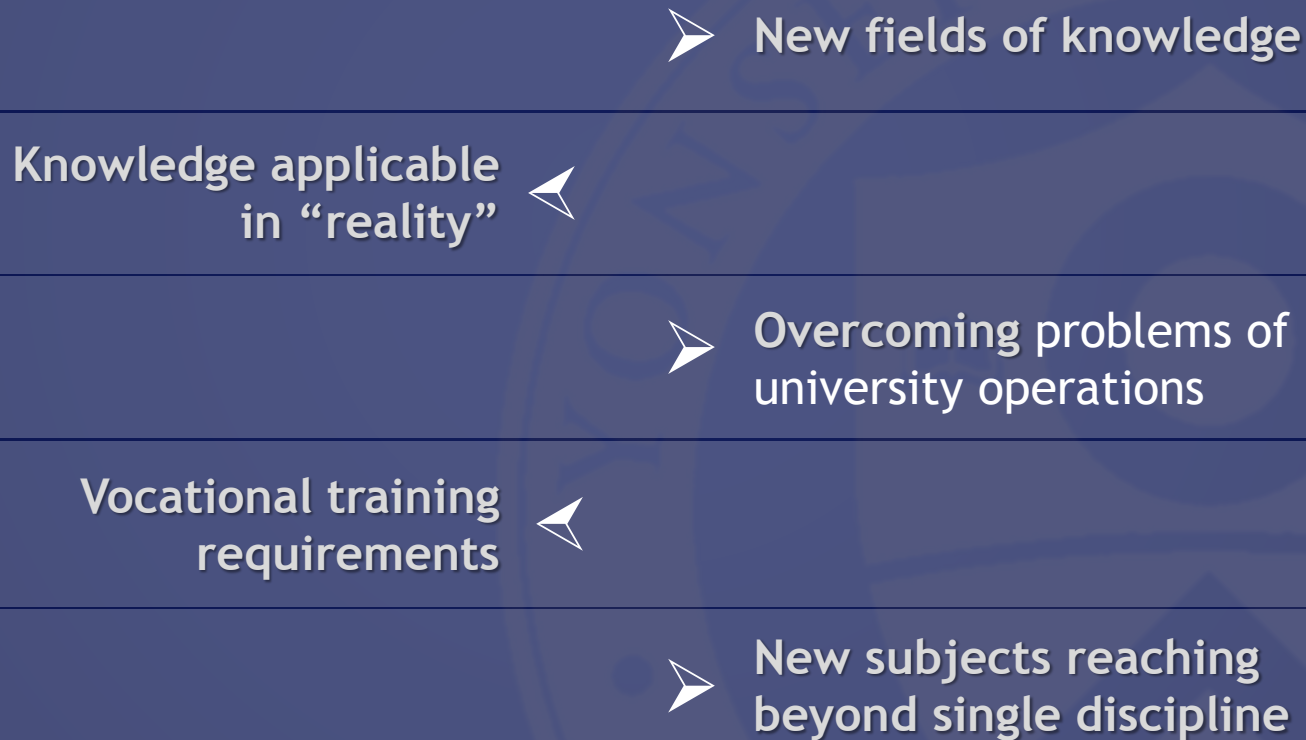 New fields of knowledge
Knowledge applicable
in “reality”
Overcoming problems of
university operations
Vocational training
requirements
New subjects reaching
beyond single discipline
YONS